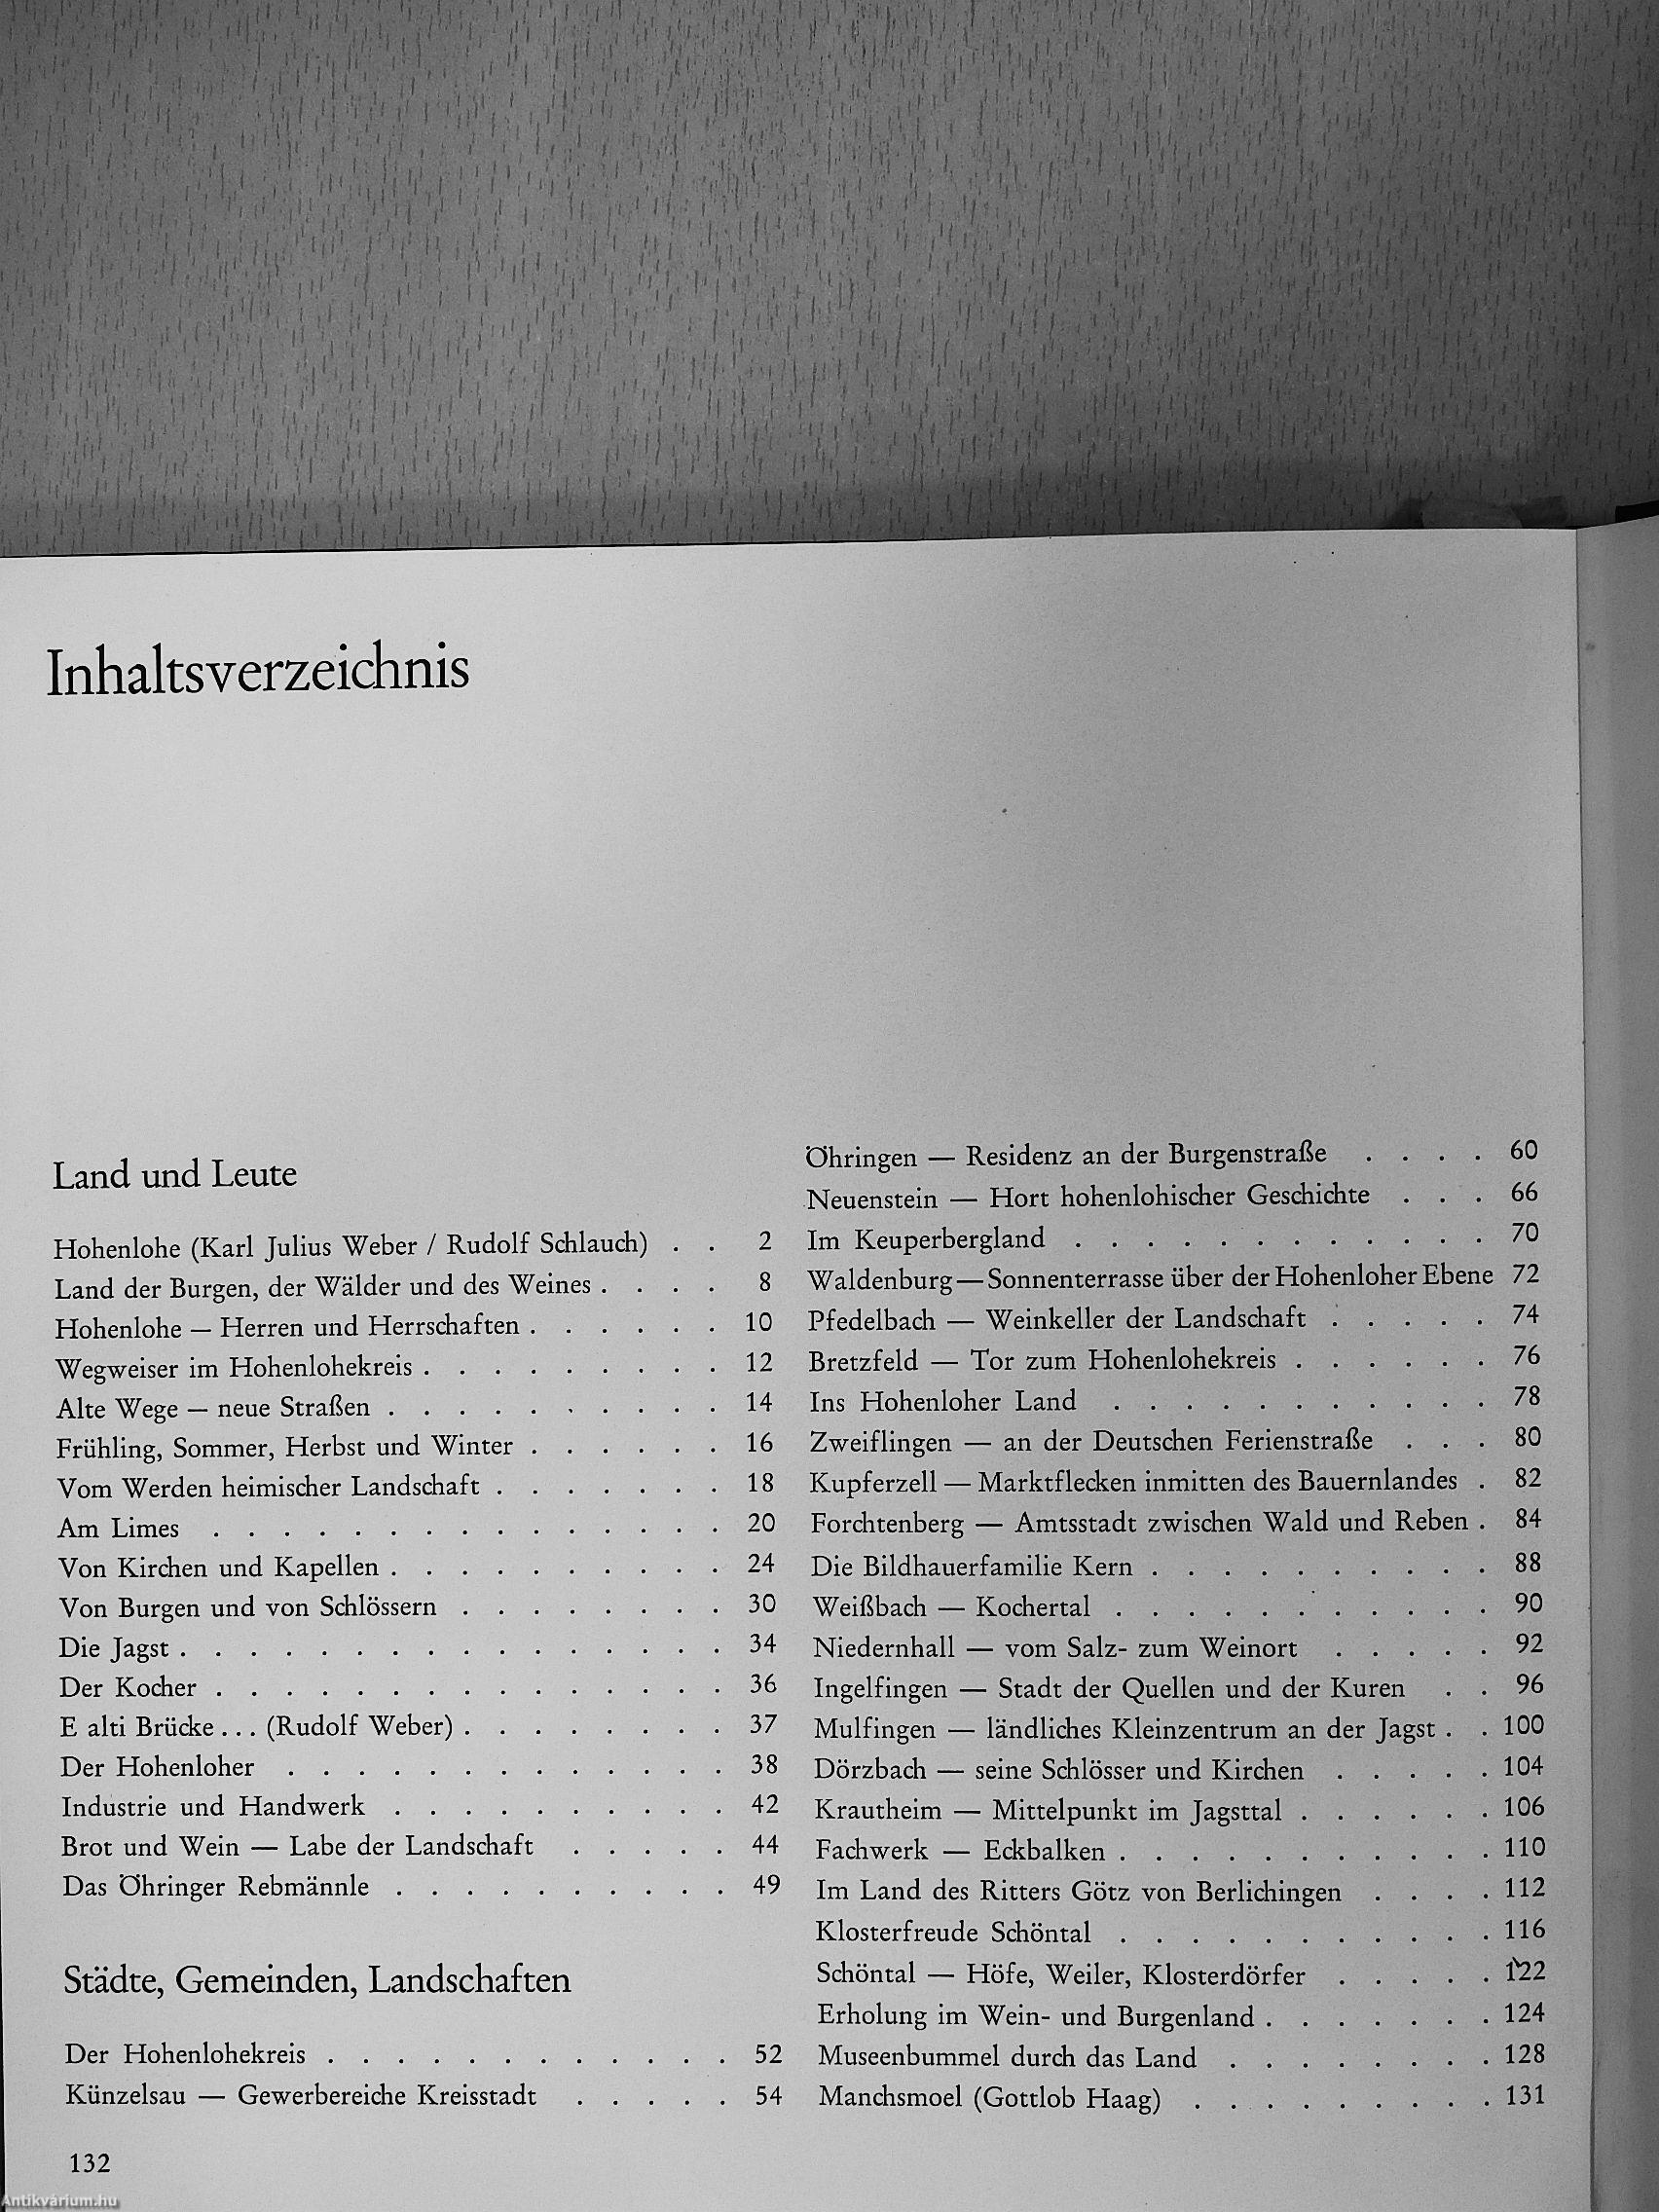 Inhaltsverzeichnis
Land und Leute
Hohenlohe (Karl Julius Weber / Rudolf Schlauch) . . 2
Land der Burgen, der Wälder und des Weines . . . . 8
Hohenlohe — Herren und Herrschaften . . . . . . 10
Wegweiser im Hohenlohekreis . . . . . . . . . 12
Alte Wege — neue Straßen . . . . . . . . . . 14
Frühling, Sommer, Herbst und Winter . . . . . . 16
Vom Werden heimischer Landschaft . . . . . . . 18
Am Limes . . . . . . . . . . . . . . . 20
Von Kirchen und Kapellen . . . . . . . . . . 24
Von Burgen und von Schlössern . . . . . . . . 30
Die Jagst . . . . . . . . . . . . . . . . 34
Der Kocher . . . . . . . . . . . . . . . 36
E alti Brücke . . . (Rudolf Weber) . . . . . . . . 37
Der Hohenloher . . . . . . . . . . . . . 38
Industrie und Handwerk . . . . . . . . . . 42
Brot und Wein — Labe der Landschaft . . . . . 44
Das Öhringer Rebmännle . . . . . . . . . . 49
Städte, Gemeinden, Landschaften
Der Hohenlohekreis . . . . . . . . . . . . 52
Künzelsau — Gewerbereiche Kreisstadt . . . . . 54
Öhringen — Residenz an der Burgenstraße . . . . 60
Neuenstein — Hort hohenlohischer Geschichte . . . 66
Im Keuperbergland . . . . . . . . . . . . 70
Waldenburg — Sonnenterrasse über der Hohenloher Ebene 72
Pfedelbach — Weinkeller der Landschaft . . . . . 74
Bretzfeld — Tor zum Hohenlohekreis . . . . . . 76
Ins Hohenloher Land . . . . . . . . . . . 78
Zweiflingen — an der Deutschen Ferienstraße . . . 80
Kupferzell — Marktflecken inmitten des Bauernlandes . 82
Forchtenberg — Amtsstadt zwischen Wald und Reben . 84
Die Bildhauerfamilie Kern . . . . . . . . . . 88
Weißbach — Kochertal . . . . . . . . . . . 90
Niedernhall — vom Salz- zum Weinort . . . . . 92
Ingelfingen — Stadt der Quellen und der Kuren . . 96
Mulfingen — ländliches Kleinzentrum an der Jagst . . 100
Dörzbach — seine Schlösser und Kirchen . . . . . 104
Krautheim — Mittelpunkt im Jagsttal . . . . . . 106
Fachwerk — Eckbalken . . . . . . . . . . . 110
Im Land des Ritters Götz von Berlichingen . . . . 112
Klosterfreude Schöntal . . . . . . . . . . . 116
Schöntal — Höfe, Weiler, Klosterdörfer . . . . . 122
Erholung im Wein- und Burgenland . . . . . . . 124
Museenbummel durch das Land . . . . . . . . 128
Manchsmoel (Gottlob Haag) . . . . . . . . . 131
132
Antikvárium.hu